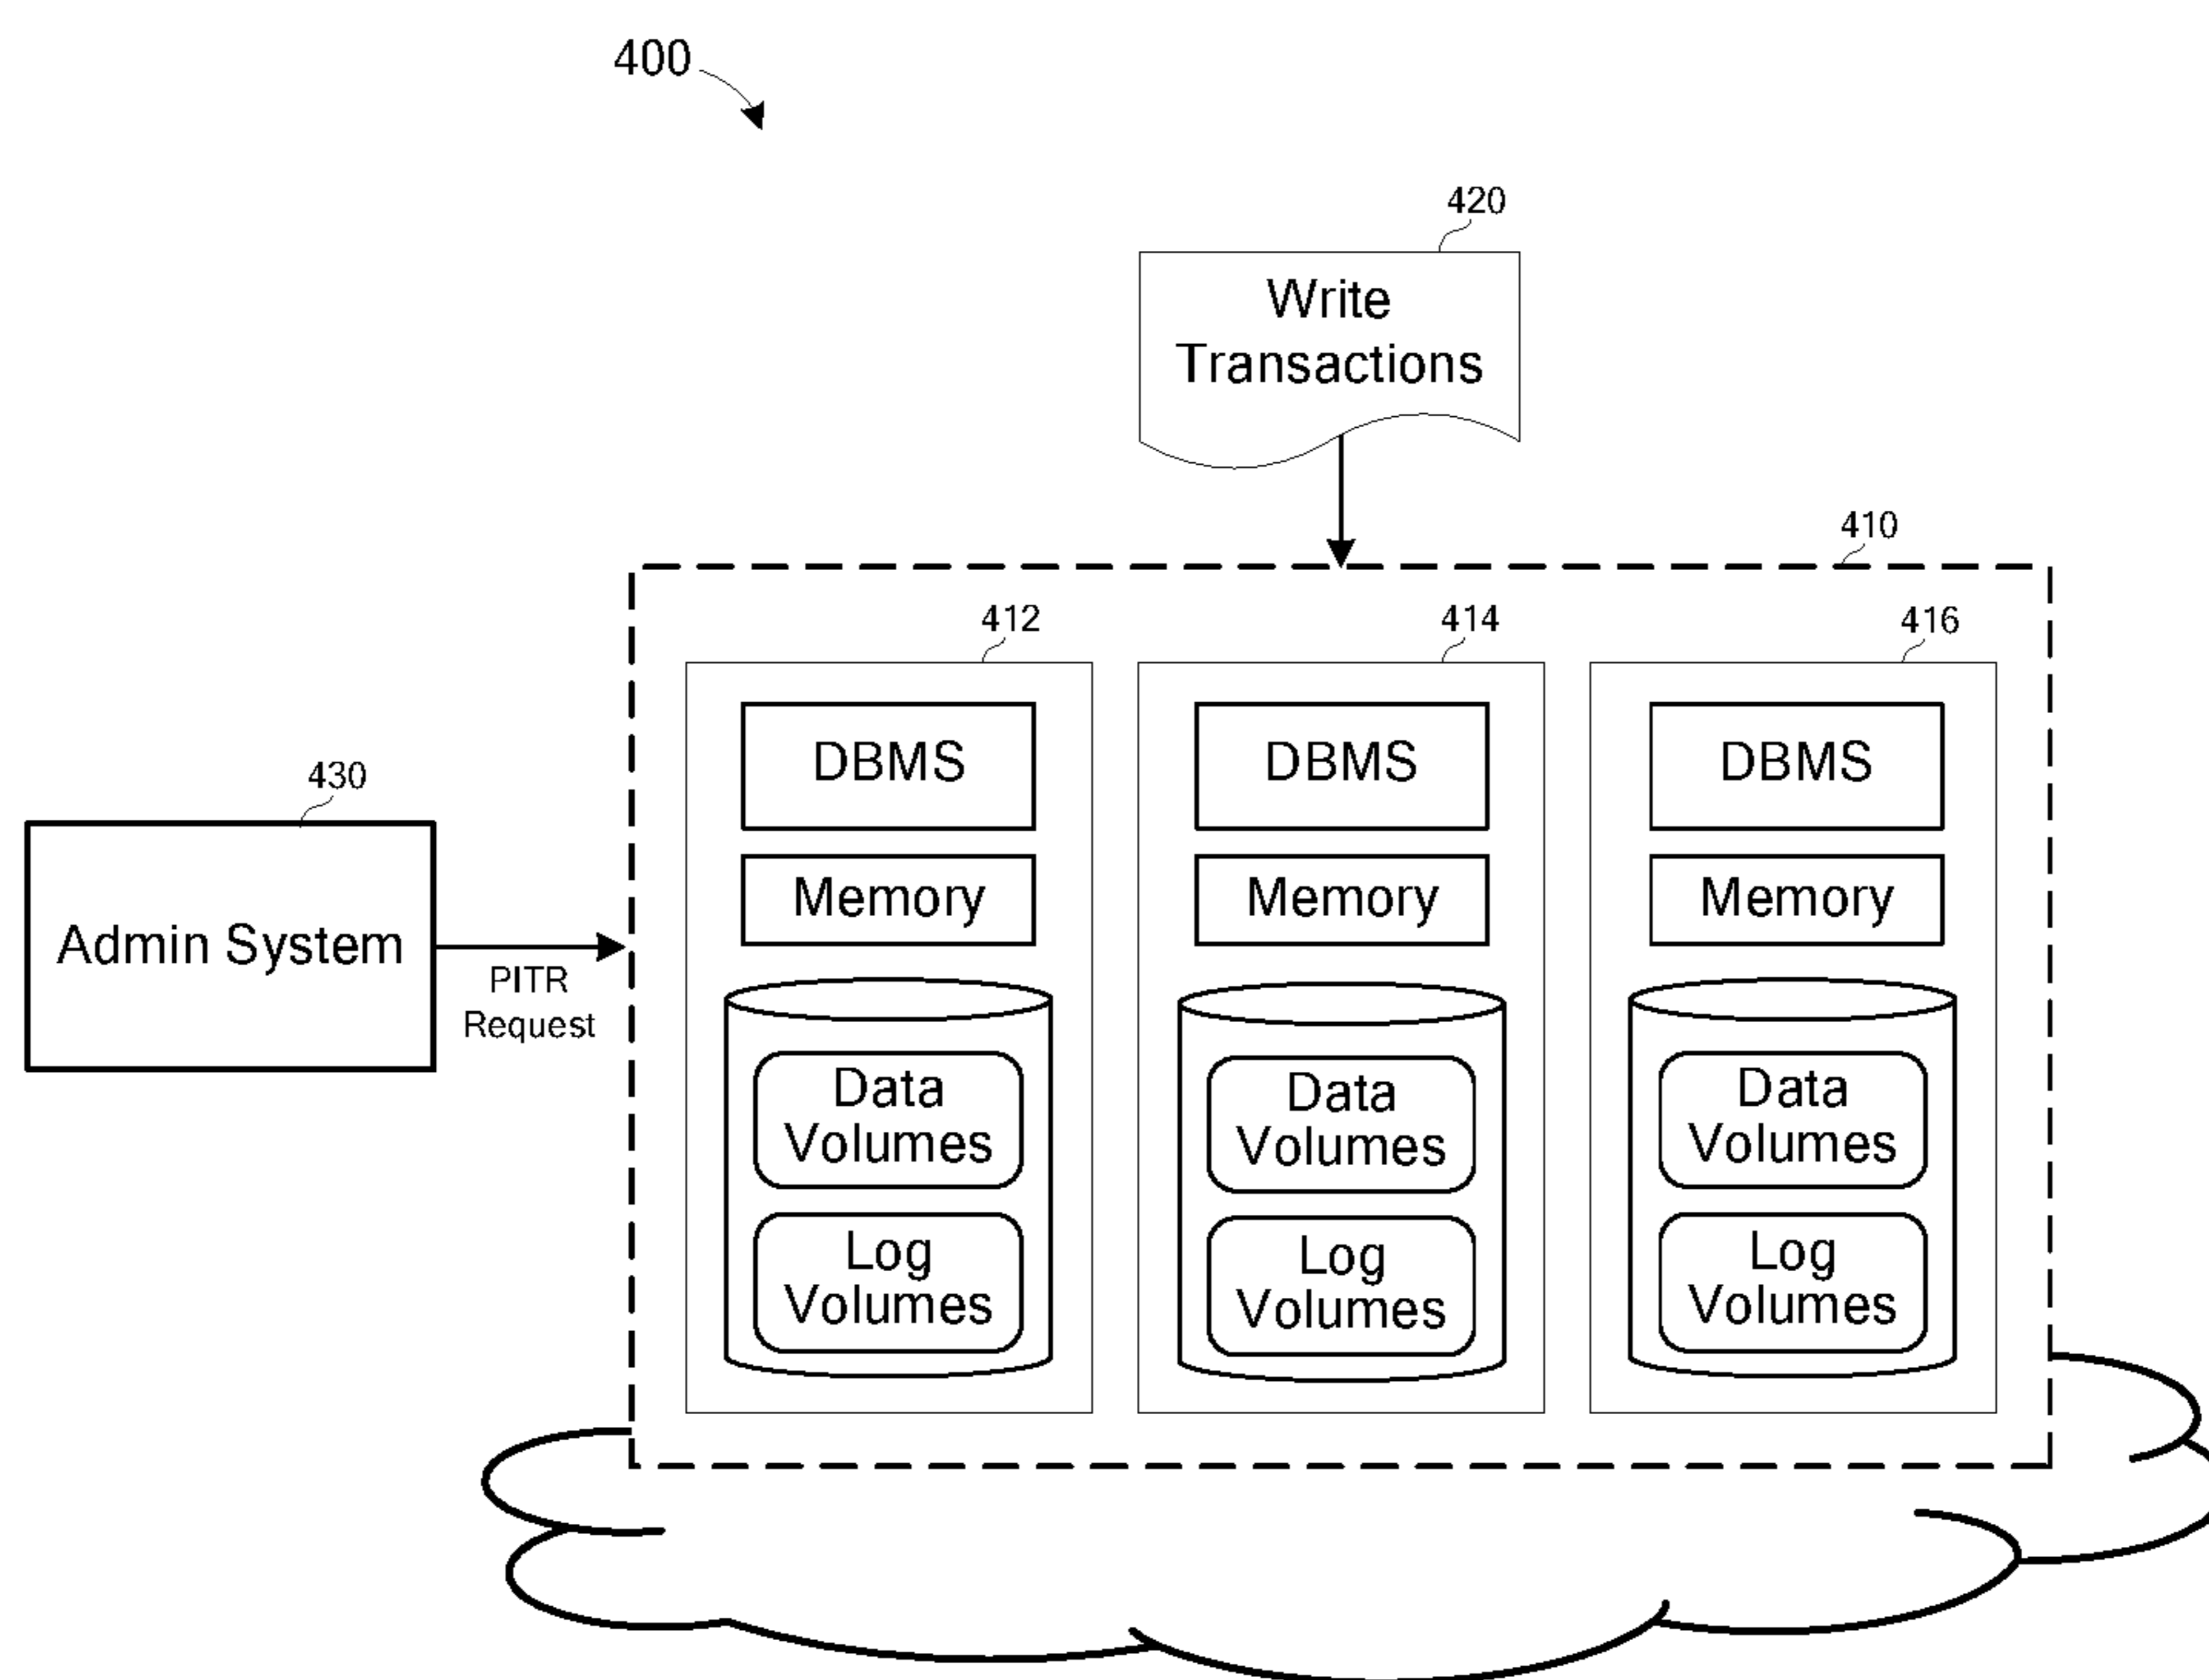 400
420
Write
Transactions
410
412
414
416
DBMS
DBMS
DBMS
430
Memory
Memory
Memory
Admin System
PITR
Request
Data
Volumes
Data
Volumes
Data
Volumes
Log
Volumes
Log
Volumes
Log
Volumes